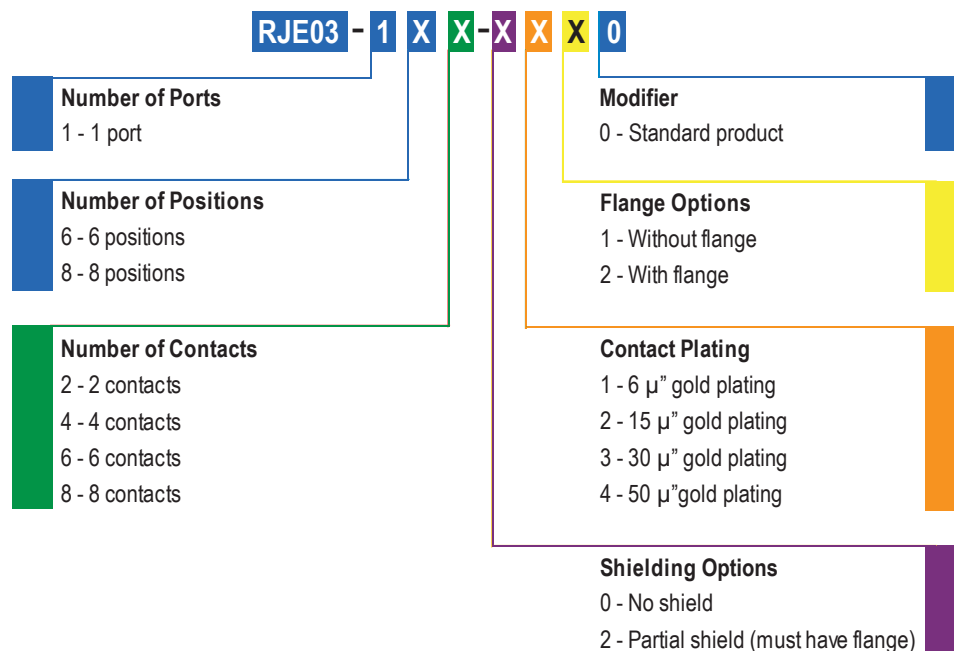 RJE03 - 1 X X - X X X 0
Number of Ports
1 - 1 port
Number of Positions
6 - 6 positions
8 - 8 positions
Number of Contacts
2 - 2 contacts
4 - 4 contacts
6 - 6 contacts
8 - 8 contacts
Modifier
0 - Standard product
Flange Options
1 - Without flange
2 - With flange
Contact Plating
1 - 6 µ” gold plating
2 - 15 µ” gold plating
3 - 30 µ” gold plating
4 - 50 µ”gold plating
Shielding Options
0 - No shield
2 - Partial shield (must have flange)